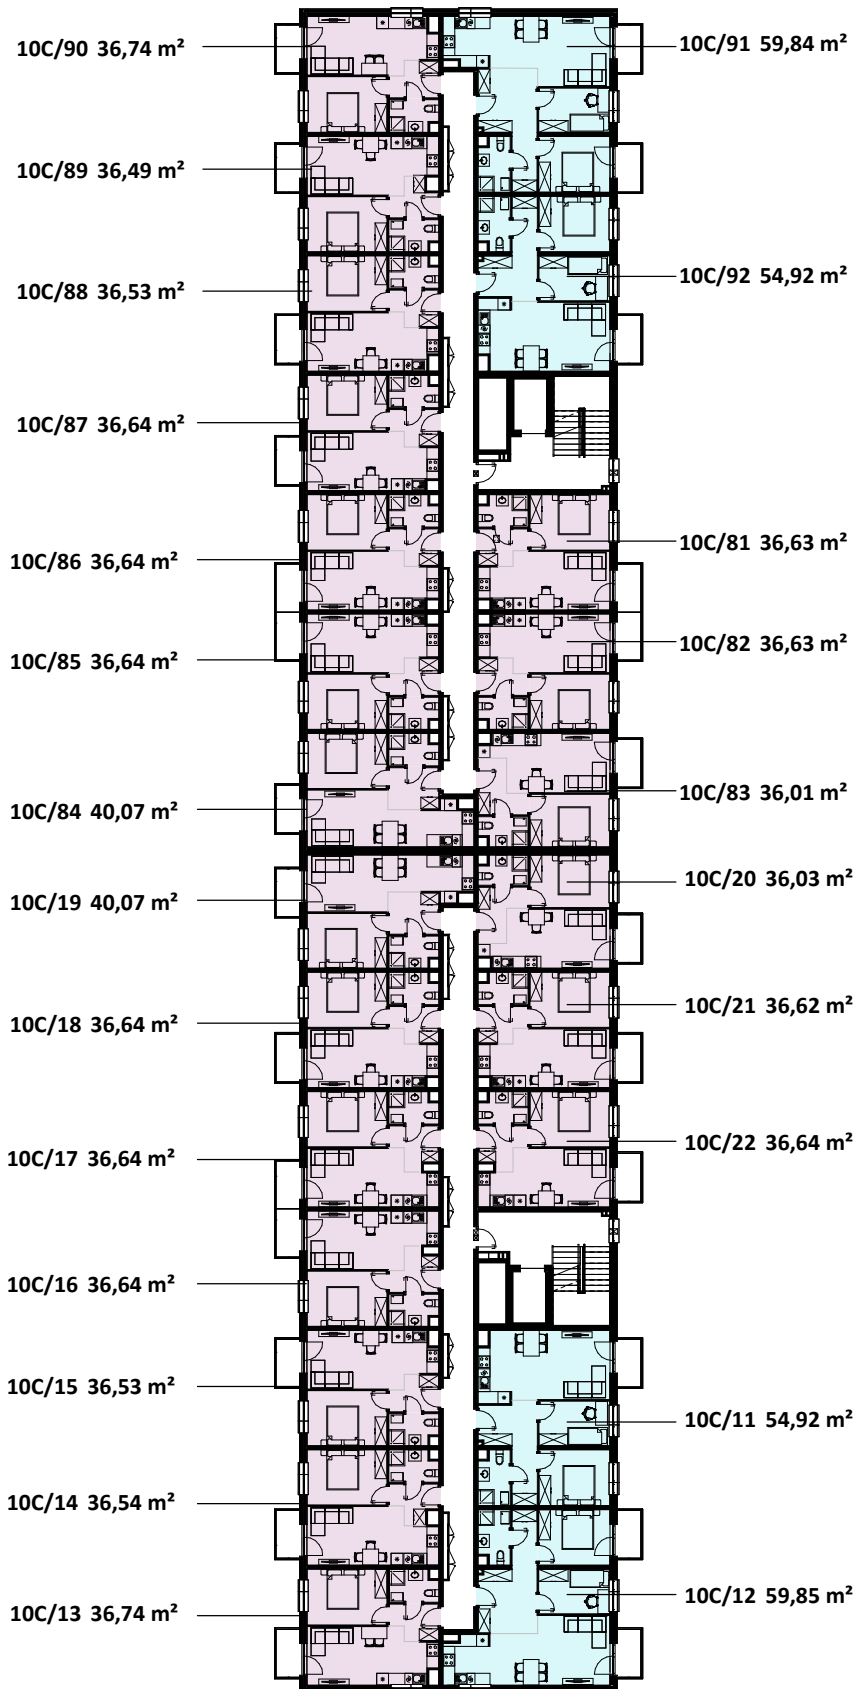 10C/90 36,74 m²
10C/91 59,84 m²
10C/89 36,49 m²
10C/88 36,53 m²
10C/92 54,92 m²
10C/87 36,64 m²
10C/86 36,64 m²
10C/81 36,63 m²
10C/85 36,64 m²
10C/82 36,63 m²
10C/84 40,07 m²
10C/83 36,01 m²
10C/19 40,07 m²
10C/20 36,03 m²
10C/18 36,64 m²
10C/21 36,62 m²
10C/17 36,64 m²
10C/22 36,64 m²
10C/16 36,64 m²
10C/15 36,53 m²
10C/11 54,92 m²
10C/14 36,54 m²
10C/13 36,74 m²
10C/12 59,85 m²